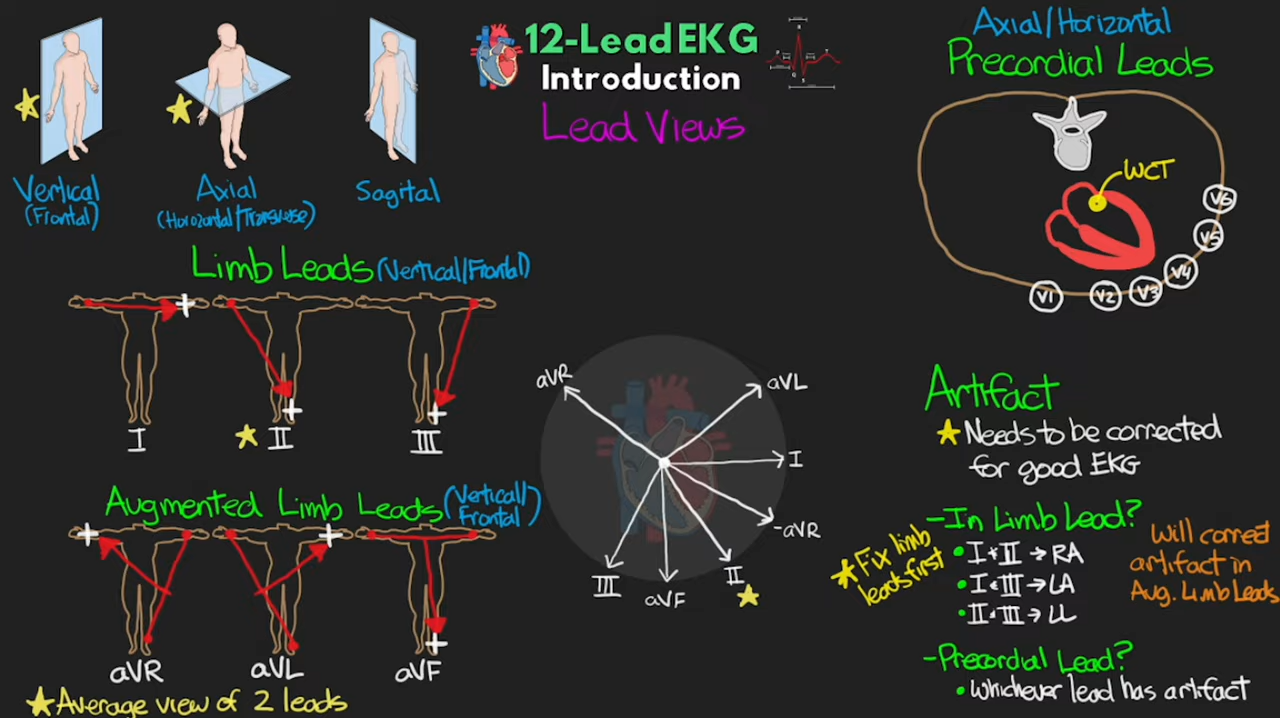 12-Lead EKG
Introduction
Lead Views
Vertical
(Frontal)
Axial
(Horozontal/Transverse)
Sagital
Limb Leads (Vertical/Frontal)
+
+
+
I
II
III
Augmented Limb Leads (Vertical/
Frontal)
+
+
+
aVR
aVL
aVF
Average view of 2 leads
aVR
aVL
I
-aVR
II
aVF
III
Axial/Horizontal
Precordial Leads
WCT
V6
V5
V4
V3
V2
V1
Artifact
Needs to be corrected
for good EKG
-In Limb Lead?
Fix limb
leads first
• I + II → RA
• I + III → LA
• II + III → LL
Will correct
artifact in
Aug. Limb Leads
-Precordial Lead?
• Whichever lead has artifact